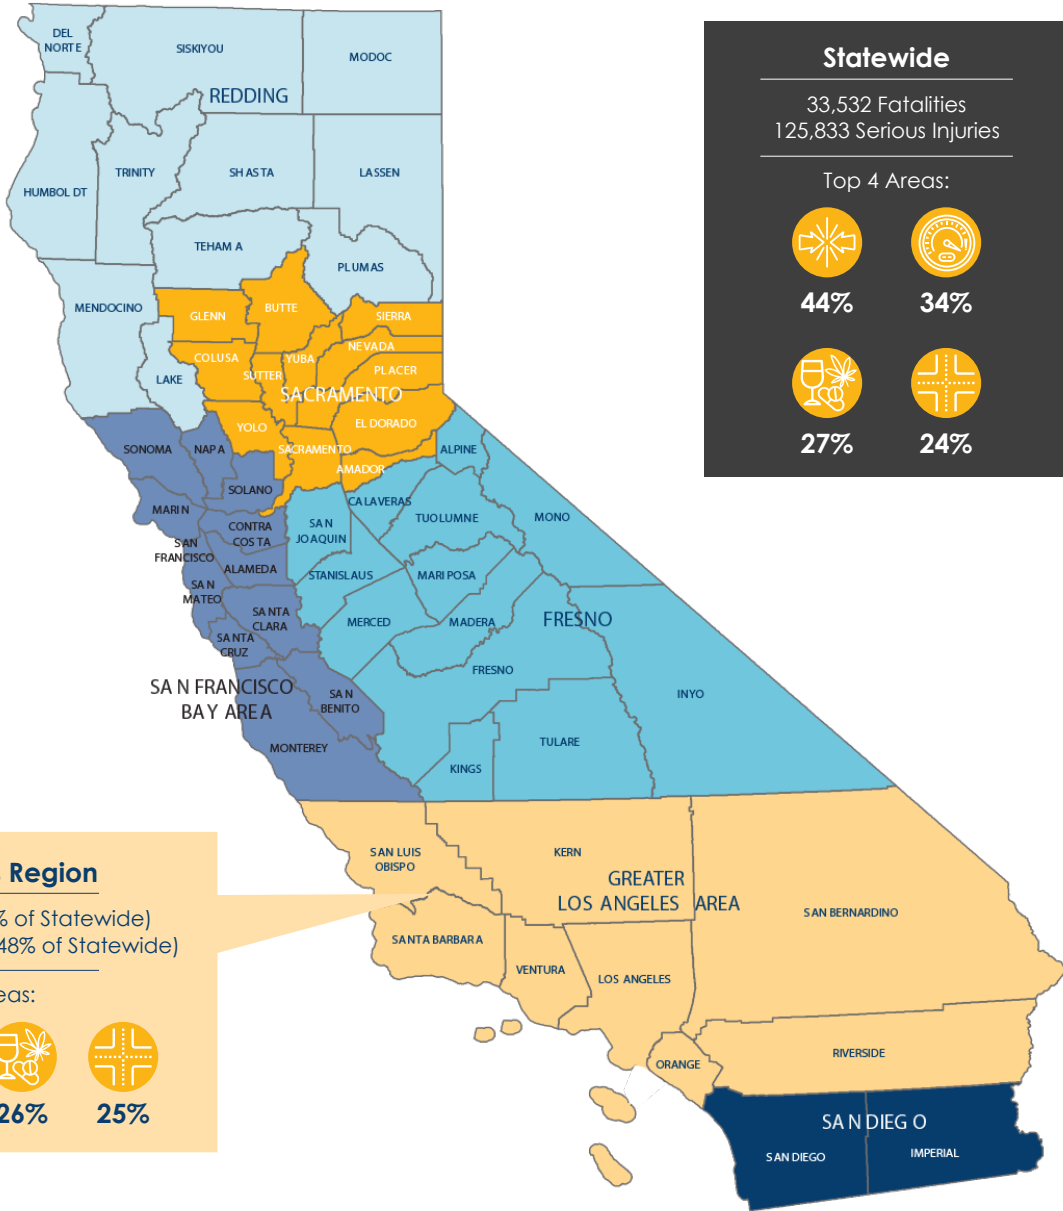 DEL
NORTE
SISKIYOU
MODOC
REDDING
TRINITY
SHASTA
LASSEN
HUMBOLDT
TEHAMA
PLUMAS
MENDOCINO
GLENN
BUTTE
SIERRA
COLUSA
YUBA
NEVADA
SUTTER
PLACER
LAKE
SACRAMENTO
YOLO
EL DORADO
SONOMA
NAPA
SACRAMENTO
ALPINE
AMADOR
SOLANO
MARIN
CALAVERAS
TUOLUMNE
MONO
CONTRA
COSTA
SAN
JOAQUIN
SAN
FRANCISCO
ALAMEDA
STANISLAUS
MARIPOSA
SAN
MATEO
SANTA
CLARA
MERCED
MADERA
FRESNO
SANTA
CRUZ
FRESNO
SAN FRANCISCO
BAY AREA
SAN
BENITO
INYO
MONTEREY
TULARE
KINGS
SAN LUIS
OBISPO
KERN
GREATER
LOS ANGELES AREA
SAN BERNARDINO
SANTA BARBARA
VENTURA
LOS ANGELES
ORANGE
RIVERSIDE
SAN DIEGO
SAN DIEGO
IMPERIAL
Statewide
33,532 Fatalities
125,833 Serious Injuries
Top 4 Areas:
44% 34%
27% 24%
Region
% of Statewide)
48% of Statewide)
eas:
26% 25%